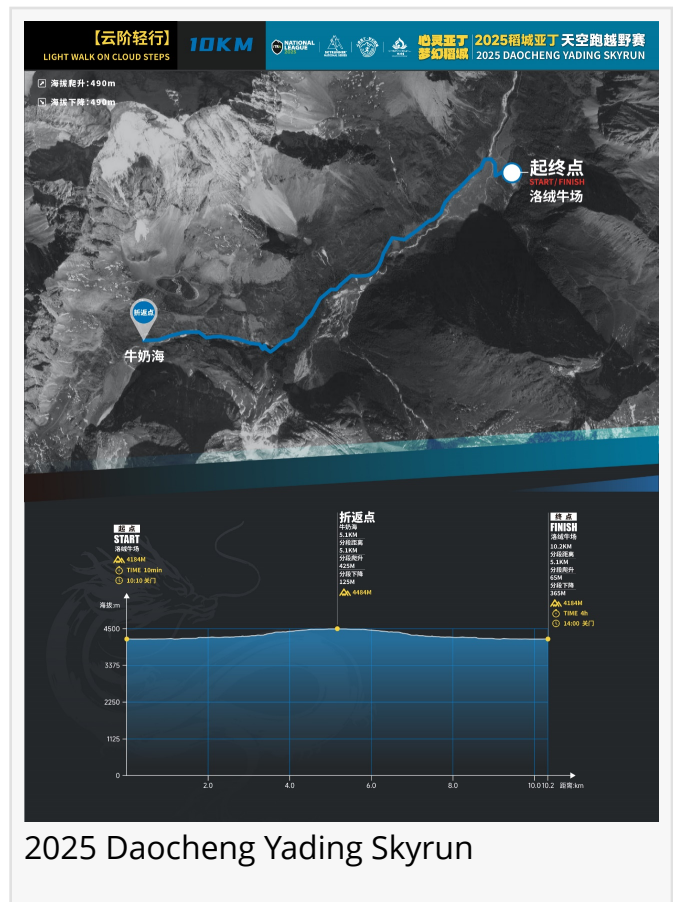 【云阶轻行】
LIGHT WALK ON CLOUD STEPS
10KM
NATIONAL
LEAGUE
心灵亚丁
梦幻稻城
2025稻城亚丁天空跑越野赛
2025 DAOCHENG YADING SKYRUN
海拔爬升:490m
海拔下降:490m
起终点
START / FINISH
洛绒牛场
折返点
牛奶海
起 点
START
洛绒牛场
4184M
TIME 10min
10:10 关门
折返点
牛奶海
5.1KM
分段距离
5.1KM
分段爬升
425M
分段下降
125M
4484M
终 点
FINISH
洛绒牛场
10.2KM
分段距离
5.1KM
分段爬升
65M
分段下降
365M
4184M
TIME 4h
14:00 关门
海拔:m
4500
3375
2250
1125
0
2.0
4.0
6.0
8.0
10.0
10.2
距离:km
2025 Daocheng Yading Skyrun